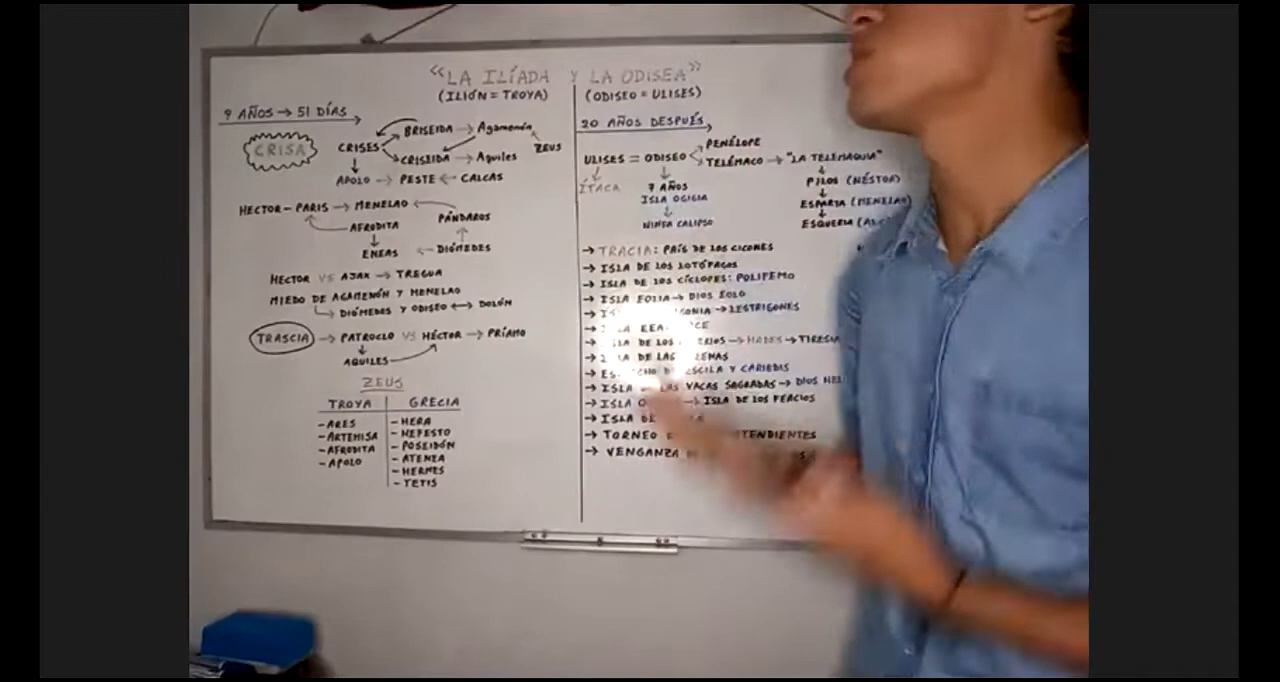 "LA ILÍADA Y LA ODISEA"
(ILIÓN = TROYA)
(ODISEO = ULISES)
9 AÑOS → 51 DÍAS
CRISA
CRISES
BRISEIDA → Agamenón
ZEUS
CRISEIDA → Aquiles
APOLO → PESTE ← CALCAS
HECTOR - PARIS → MENELAO
PÁNDAROS
AFRODITA
ENEAS ← DIÓMEDES
HECTOR VS AJAX → TREGUA
MIEDO DE AGAMENÓN Y MENELAO
DIÓMEDES Y ODISEO ↔ DOLÓN
TRASCIA → PATROCLO VS HÉCTOR → PRÍAMO
AQUILES
ZEUS
TROYA GRECIA
- ARES - HERA
- ARTEMISA - HEFESTO
- AFRODITA - POSEIDÓN
- APOLO - ATENEA
- HERMES
- TETIS
20 AÑOS DESPUÉS
PENÉLOPE
ULISES = ODISEO
TELÉMACO → "LA TELEMAQUIA"
ÍTACA
7 AÑOS
ISLA OGIGIA
NINFA CALIPSO
PILOS (NÉSTOR)
ESPARTA (MENELAO)
ESQUERIA
→ TRACIA: PAÍS DE LOS CICONES
→ ISLA DE LOS LOTÓFAGOS
→ ISLA DE LOS CÍCLOPES: POLIFEMO
→ ISLA EOLIA → DIOS EOLO
→ LESTRIGONES
→ DE LOS → HADES →
→ DE LAS
→ DE ESCILA Y CARIBDIS
→ ISLA LAS VACAS SAGRADAS → DIOS
→ ISLA → ISLA DE LOS FEACIOS
→ ISLA DE
→ TORNEO
→ VENGANZA